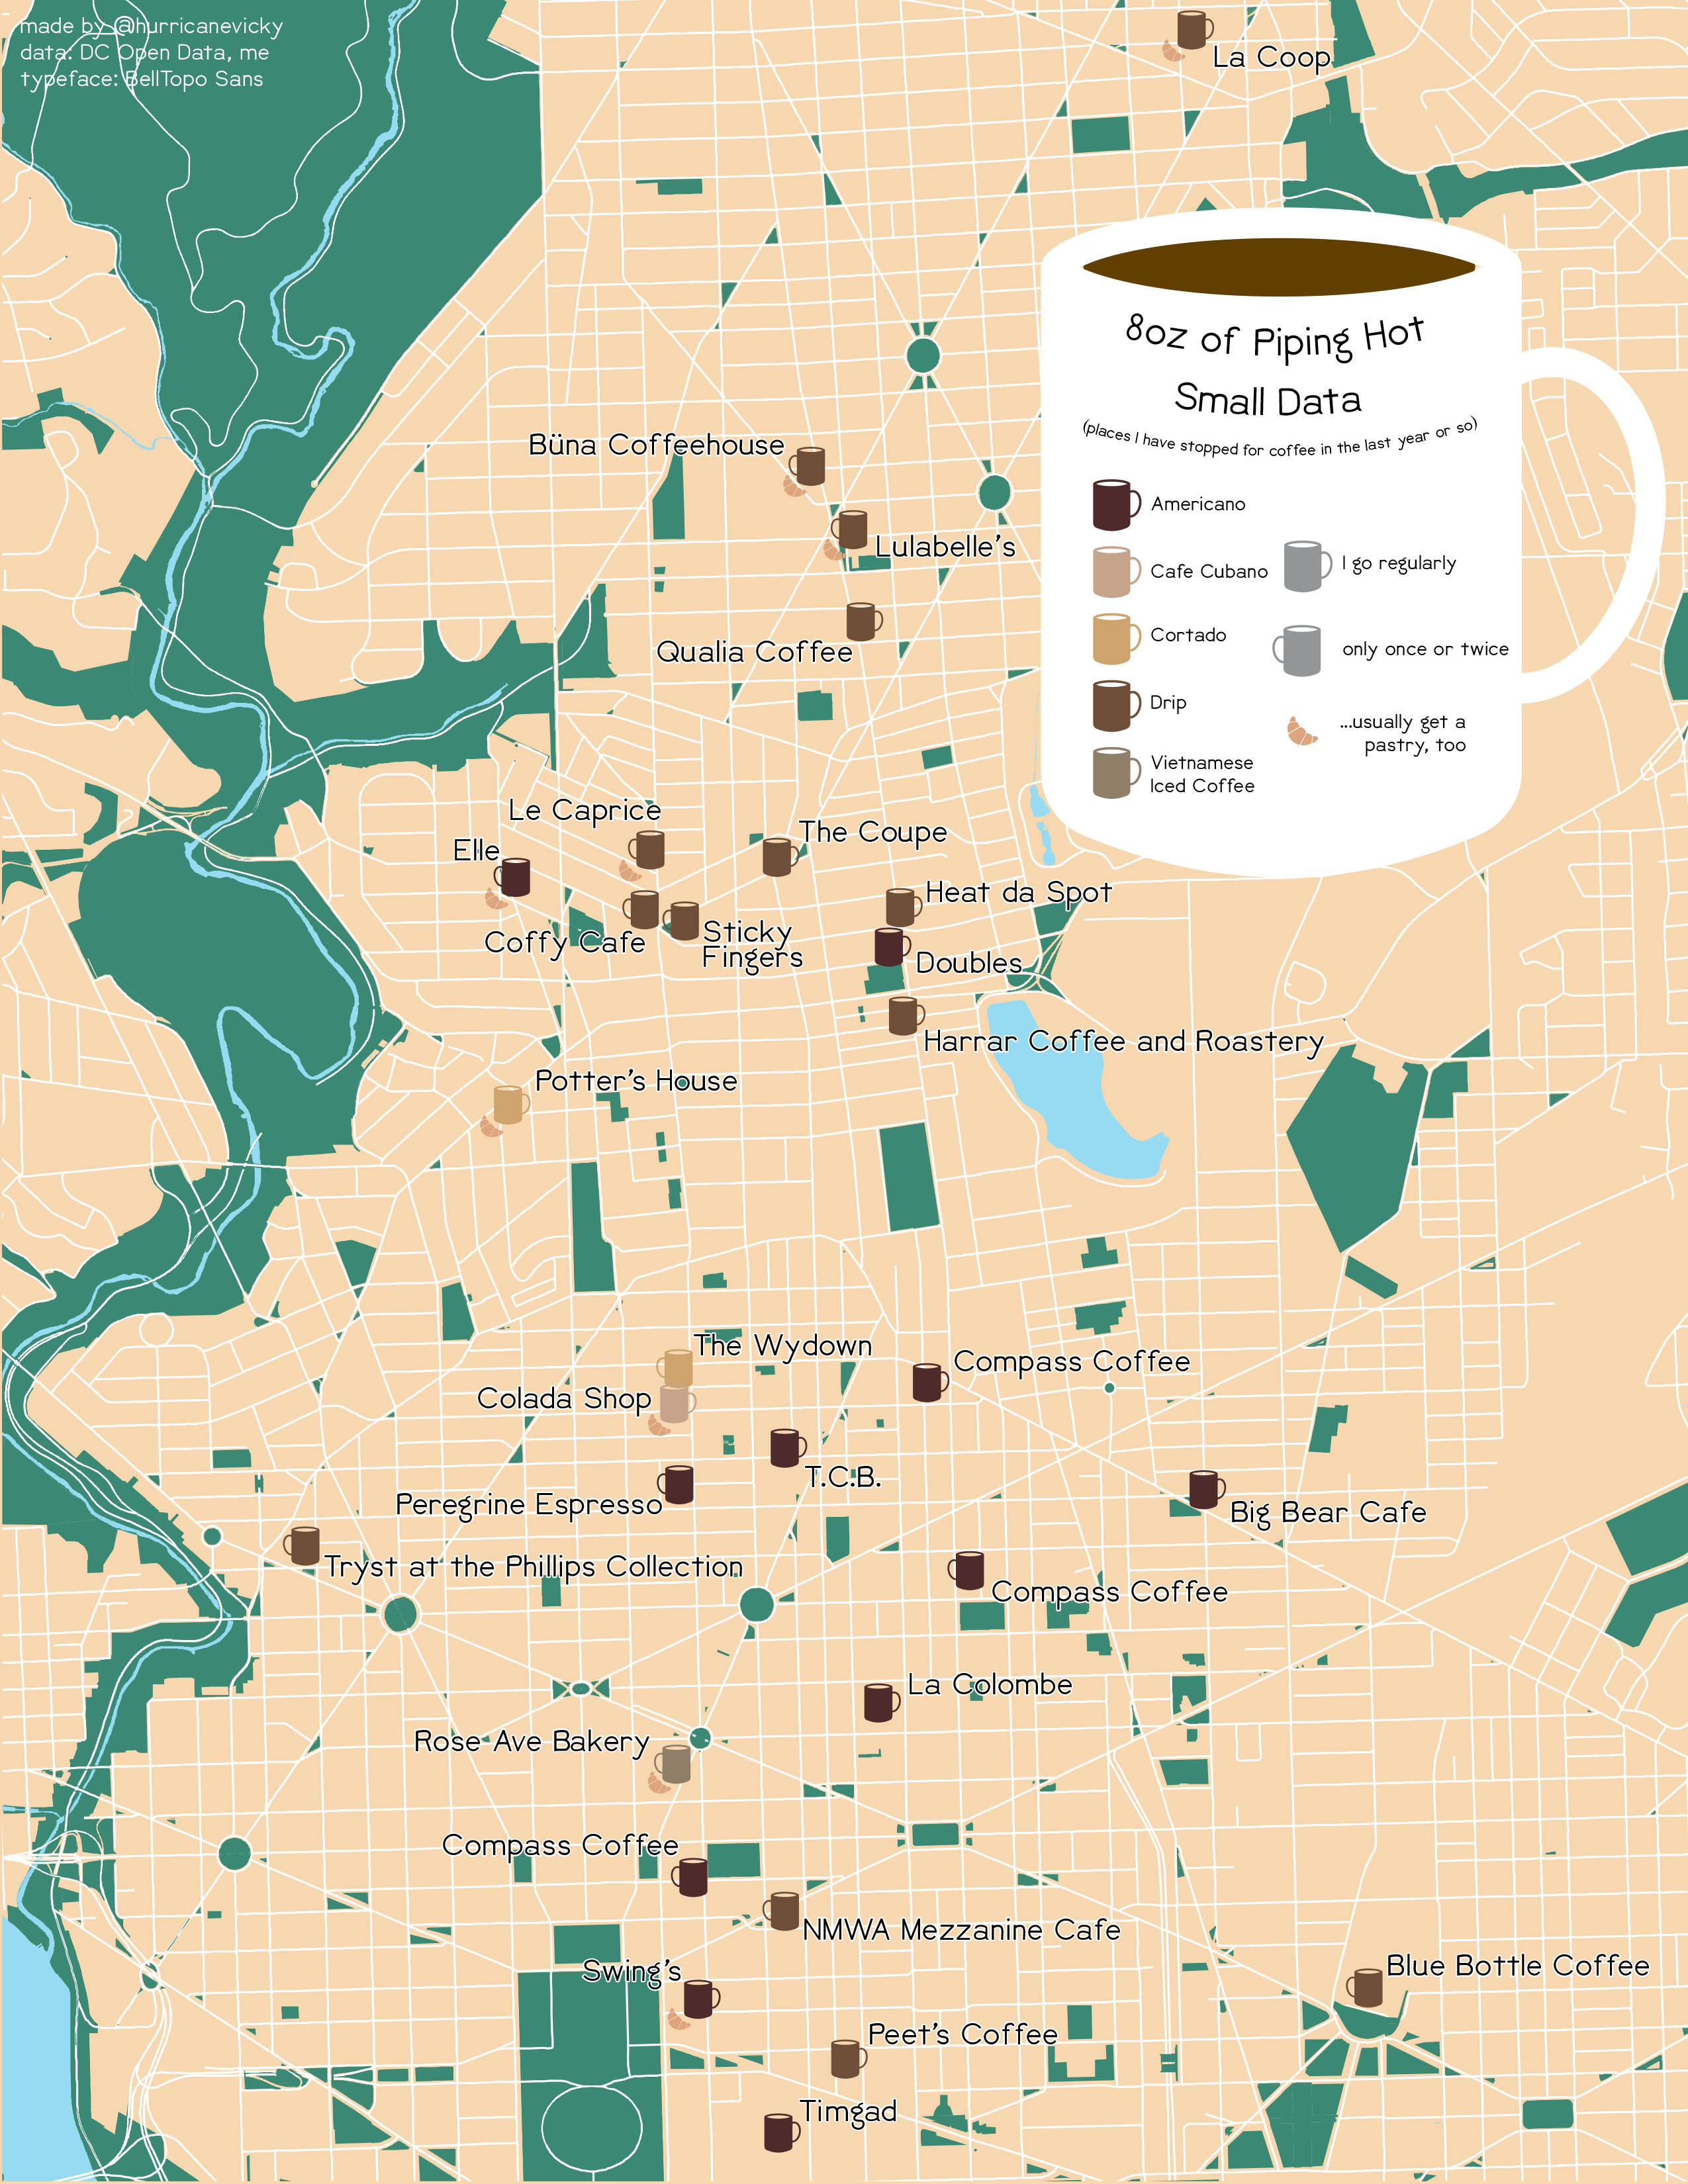 made by: @hurricanevicky
data: DC Open Data, me
typeface: BellTopo Sans
La Coop
8oz of Piping Hot
Small Data
(places I have stopped for coffee in the last year or so)
Americano
Cafe Cubano
Cortado
Drip
Vietnamese
Iced Coffee
I go regularly
only once or twice
...usually get a
pastry, too
Büna Coffeehouse
Lulabelle's
Qualia Coffee
Le Caprice
The Coupe
Elle
Heat da Spot
Coffy Cafe
Sticky
Fingers
Doubles
Harrar Coffee and Roastery
Potter's House
The Wydown
Compass Coffee
Colada Shop
T.C.B.
Peregrine Espresso
Big Bear Cafe
Tryst at the Phillips Collection
Compass Coffee
La Colombe
Rose Ave Bakery
Compass Coffee
NMWA Mezzanine Cafe
Swing's
Blue Bottle Coffee
Peet's Coffee
Timgad